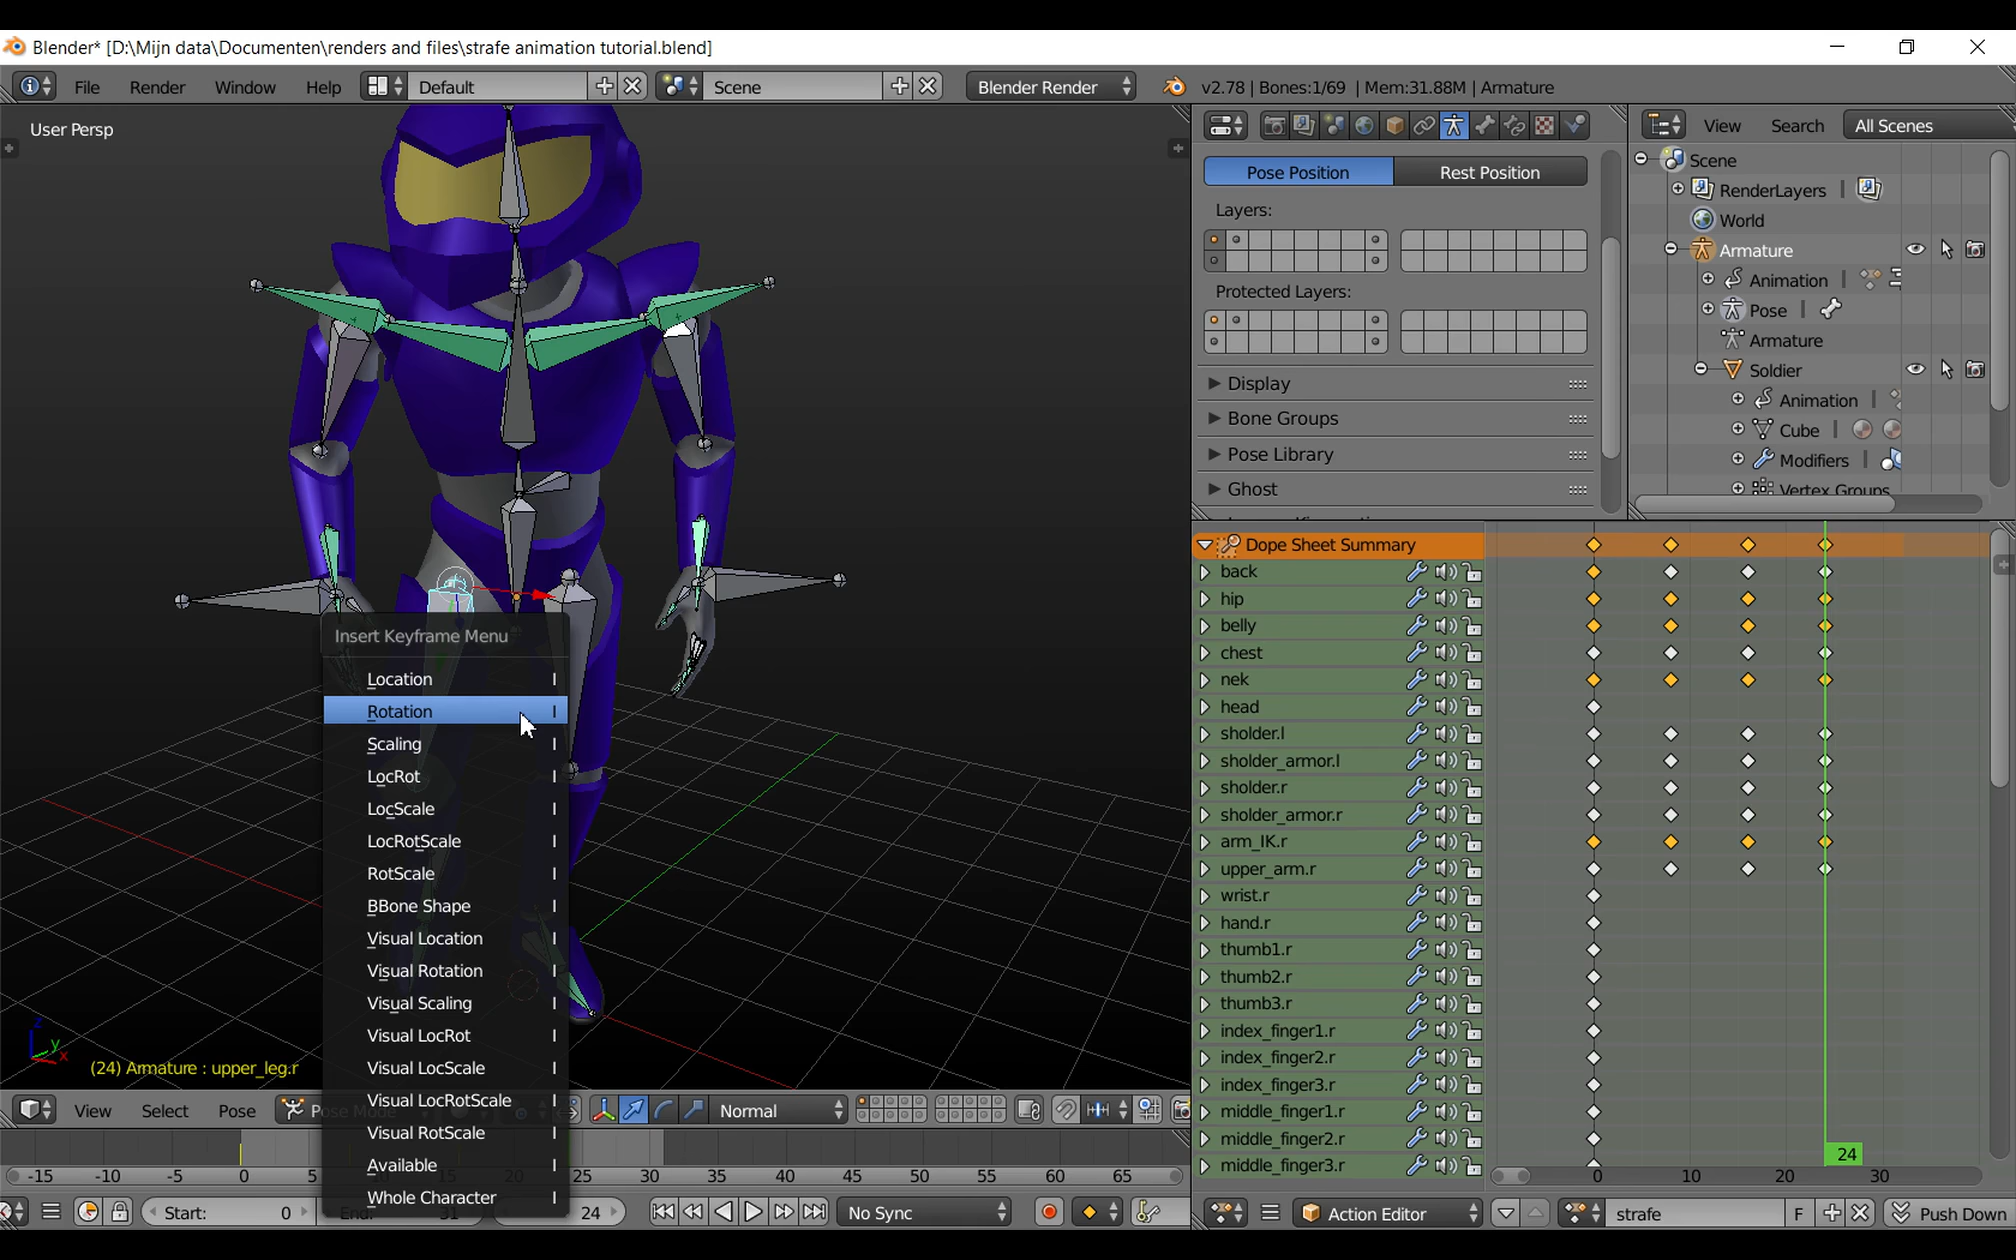 Blender* [D:\Mijn data\Documenten\renders and files\strafe animation tutorial.blend]
File Render Window Help Default Scene Blender Render v2.78 | Bones:1/69 | Mem:31.88M | Armature
User Persp
(24) Armature : upper_leg.r
Insert Keyframe Menu
Location I
Rotation I
Scaling I
LocRot I
LocScale I
LocRotScale I
RotScale I
BBone Shape I
Visual Location I
Visual Rotation I
Visual Scaling I
Visual LocRot I
Visual LocScale I
Visual LocRotScale I
Visual RotScale I
Available I
Whole Character I
z
y
x
View Select Pose Pose Mode Normal
-15 -10 -5 0 5 20 25 30 35 40 45 50 55 60 65
Start: 0 End: 31 24 No Sync
Pose Position Rest Position
Layers:
Protected Layers:
Display
Bone Groups
Pose Library
Ghost
View Search All Scenes
Scene
RenderLayers
World
Armature
Animation
Pose
Armature
Soldier
Animation
Cube
Modifiers
Vertex Groups
Dope Sheet Summary
back
hip
belly
chest
nek
head
sholder.l
sholder_armor.l
sholder.r
sholder_armor.r
arm_IK.r
upper_arm.r
wrist.r
hand.r
thumb1.r
thumb2.r
thumb3.r
index_finger1.r
index_finger2.r
index_finger3.r
middle_finger1.r
middle_finger2.r
middle_finger3.r
24
0 10 20 30
Action Editor strafe F Push Down